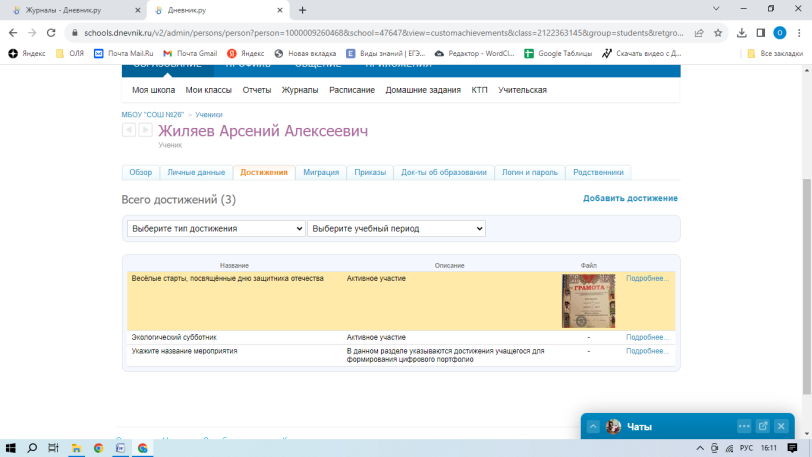 Журналы - Дневник.ру
Дневник.ру
schools.dnevnik.ru/v2/admin/persons/person?person=1000009260468&school=47647&view=customachievements&class=2122363145&group=students&retgro...
Яндекс ОЛЯ Почта Mail.Ru Почта Gmail Яндекс Новая вкладка Виды знаний | ЕГЭ... Редактор - WordCl... Google Таблицы Скачать видео с Д... Все закладки
ОБРАЗОВАНИЕ ПРОФИЛЬ ОБЩЕНИЕ ПРИЛОЖЕНИЯ
Моя школа Мои классы Отчеты Журналы Расписание Домашние задания КТП Учительская
МБОУ "СОШ №26" Ученики
Жиляев Арсений Алексеевич
Ученик
Обзор Личные данные Достижения Миграция Приказы Док-ты об образовании Логин и пароль Родственники
Всего достижений (3) Добавить достижение
Выберите тип достижения Выберите учебный период
Название Описание Файл
Весёлые старты, посвящённые дню защитника отечества Активное участие ГРАМОТА Подробнее...
Экологический субботник Активное участие - Подробнее...
Укажите название мероприятия В данном разделе указываются достижения учащегося для - Подробнее...
формирования цифрового портфолио
Чаты
РУС 16:11